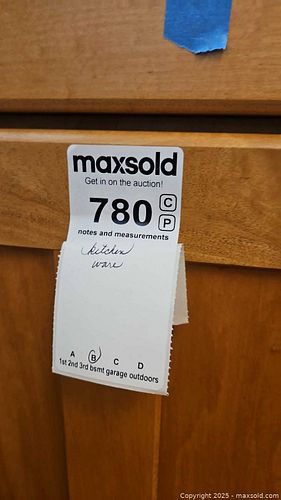 maxsold
Get in on the auction!
780 C
P
notes and measurements
kitchen
ware
A B C D
1st 2nd 3rd bsmt garage outdoors
Copyright 2025 - maxsold.com